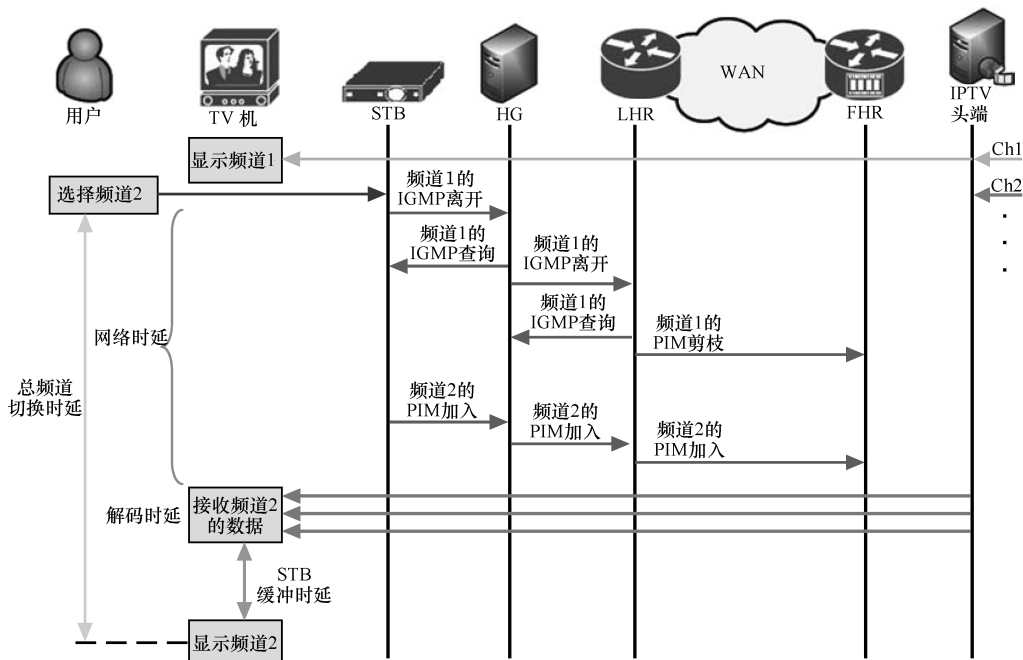 用户
TV 机
STB
HG
LHR
WAN
FHR
IPTV
头端
显示频道1
Ch1
选择频道2
Ch2
频道1的
IGMP离开
频道1的
IGMP查询
频道1的
IGMP离开
频道1的
IGMP查询
频道1的
PIM剪枝
网络时延
总频道
切换时延
频道2的
PIM加入
频道2的
PIM加入
频道2的
PIM加入
解码时延
接收频道2
的数据
STB
缓冲时延
显示频道2